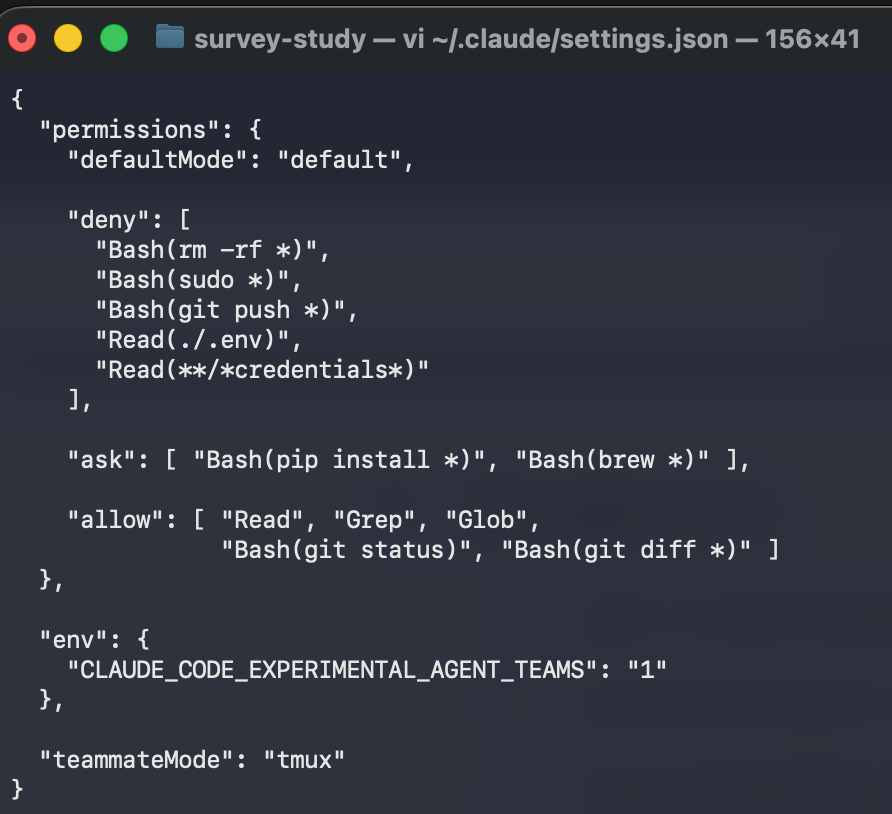 survey-study — vi ~/.claude/settings.json — 156×41
{
  "permissions": {
    "defaultMode": "default",

    "deny": [
      "Bash(rm -rf *)",
      "Bash(sudo *)",
      "Bash(git push *)",
      "Read(./.env)",
      "Read(**/*credentials*)"
    ],

    "ask": [ "Bash(pip install *)", "Bash(brew *)" ],

    "allow": [ "Read", "Grep", "Glob",
               "Bash(git status)", "Bash(git diff *)" ]
  },

  "env": {
    "CLAUDE_CODE_EXPERIMENTAL_AGENT_TEAMS": "1"
  },

  "teammateMode": "tmux"
}